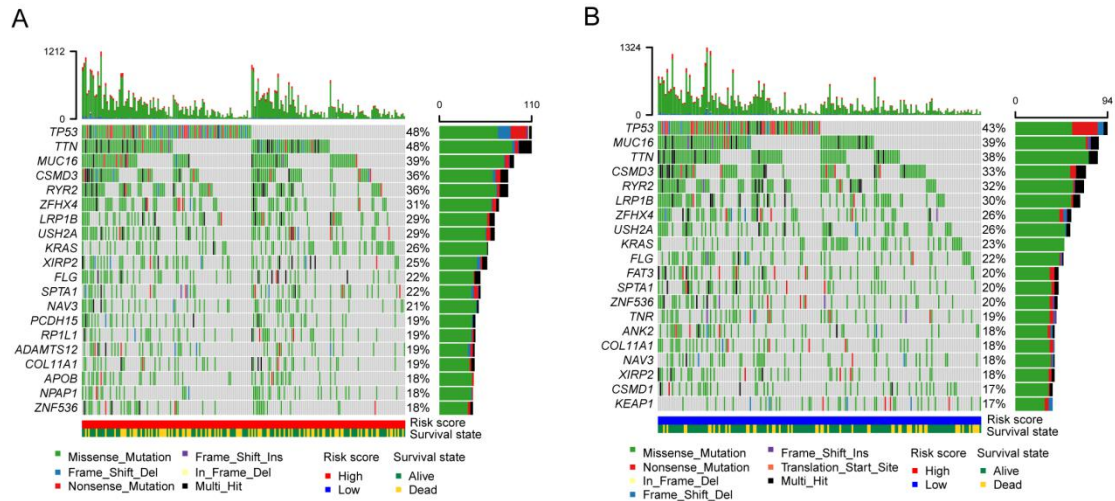 A
1212
0
0 110
TP53 48%
TTN 48%
MUC16 39%
CSMD3 36%
RYR2 36%
ZFHX4 31%
LRP1B 29%
USH2A 29%
KRAS 26%
XIRP2 25%
FLG 22%
SPTA1 22%
NAV3 21%
PCDH15 19%
RP1L1 19%
ADAMTS12 19%
COL11A1 19%
APOB 18%
NPAP1 18%
ZNF536 18%
Risk score
Survival state
Missense_Mutation Frame_Shift_Ins Risk score Survival state
Frame_Shift_Del In_Frame_Del High Alive
Nonsense_Mutation Multi_Hit Low Dead
B
1324
0
0 94
TP53 43%
MUC16 39%
TTN 38%
CSMD3 33%
RYR2 32%
LRP1B 30%
ZFHX4 26%
USH2A 26%
KRAS 23%
FLG 22%
FAT3 20%
SPTA1 20%
ZNF536 20%
TNR 19%
ANK2 18%
COL11A1 18%
NAV3 18%
XIRP2 18%
CSMD1 17%
KEAP1 17%
Risk score
Survival state
Missense_Mutation Frame_Shift_Ins Risk score Survival state
Nonsense_Mutation Translation_Start_Site High Alive
In_Frame_Del Multi_Hit Low Dead
Frame_Shift_Del